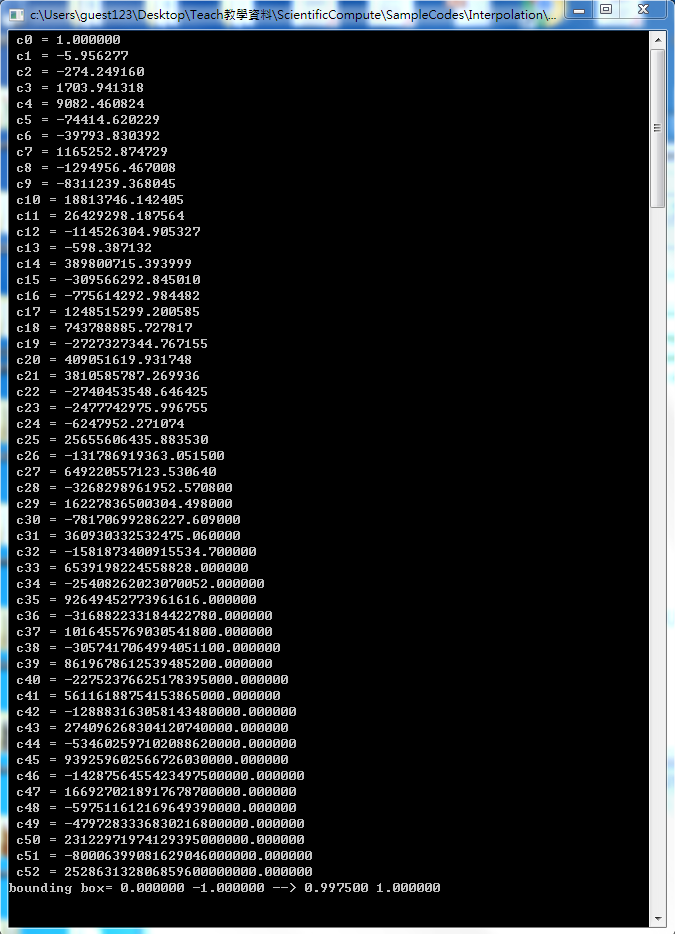 c:\Users\guest123\Desktop\Teach教學資料\ScientificCompute\SampleCodes\Interpolation\...
c0 = 1.000000
c1 = -5.956277
c2 = -274.249160
c3 = 1703.941318
c4 = 9082.460824
c5 = -74414.620229
c6 = -39793.830392
c7 = 1165252.874729
c8 = -1294956.467008
c9 = -8311239.368045
c10 = 18813746.142405
c11 = 26429298.187564
c12 = -114526304.905327
c13 = -598.387132
c14 = 389800715.393999
c15 = -309566292.845010
c16 = -775614292.984482
c17 = 1248515299.200585
c18 = 743788885.727817
c19 = -2727327344.767155
c20 = 409051619.931748
c21 = 3810585787.269936
c22 = -2740453548.646425
c23 = -2477742975.996755
c24 = -6247952.271074
c25 = 25655606435.883530
c26 = -131786919363.051500
c27 = 649220557123.530640
c28 = -3268298961952.570800
c29 = 16227836500304.498000
c30 = -78170699286227.609000
c31 = 360930332532475.060000
c32 = -1581873400915534.700000
c33 = 6539198224558828.000000
c34 = -25408262023070052.000000
c35 = 92649452773961616.000000
c36 = -316882233184422780.000000
c37 = 1016455769030541800.000000
c38 = -3057417064994051100.000000
c39 = 8619678612539485200.000000
c40 = -22752376625178395000.000000
c41 = 56116188754153865000.000000
c42 = -128883163058143480000.000000
c43 = 274096268304120740000.000000
c44 = -534602597102088620000.000000
c45 = 939259602566726030000.000000
c46 = -1428756455423497500000.000000
c47 = 1669270218917678700000.000000
c48 = -597511612169649390000.000000
c49 = -4797283336830216800000.000000
c50 = 23122971974129395000000.000000
c51 = -80006399081629046000000.000000
c52 = 252863132806859600000000.000000
bounding box= 0.000000 -1.000000 --> 0.997500 1.000000